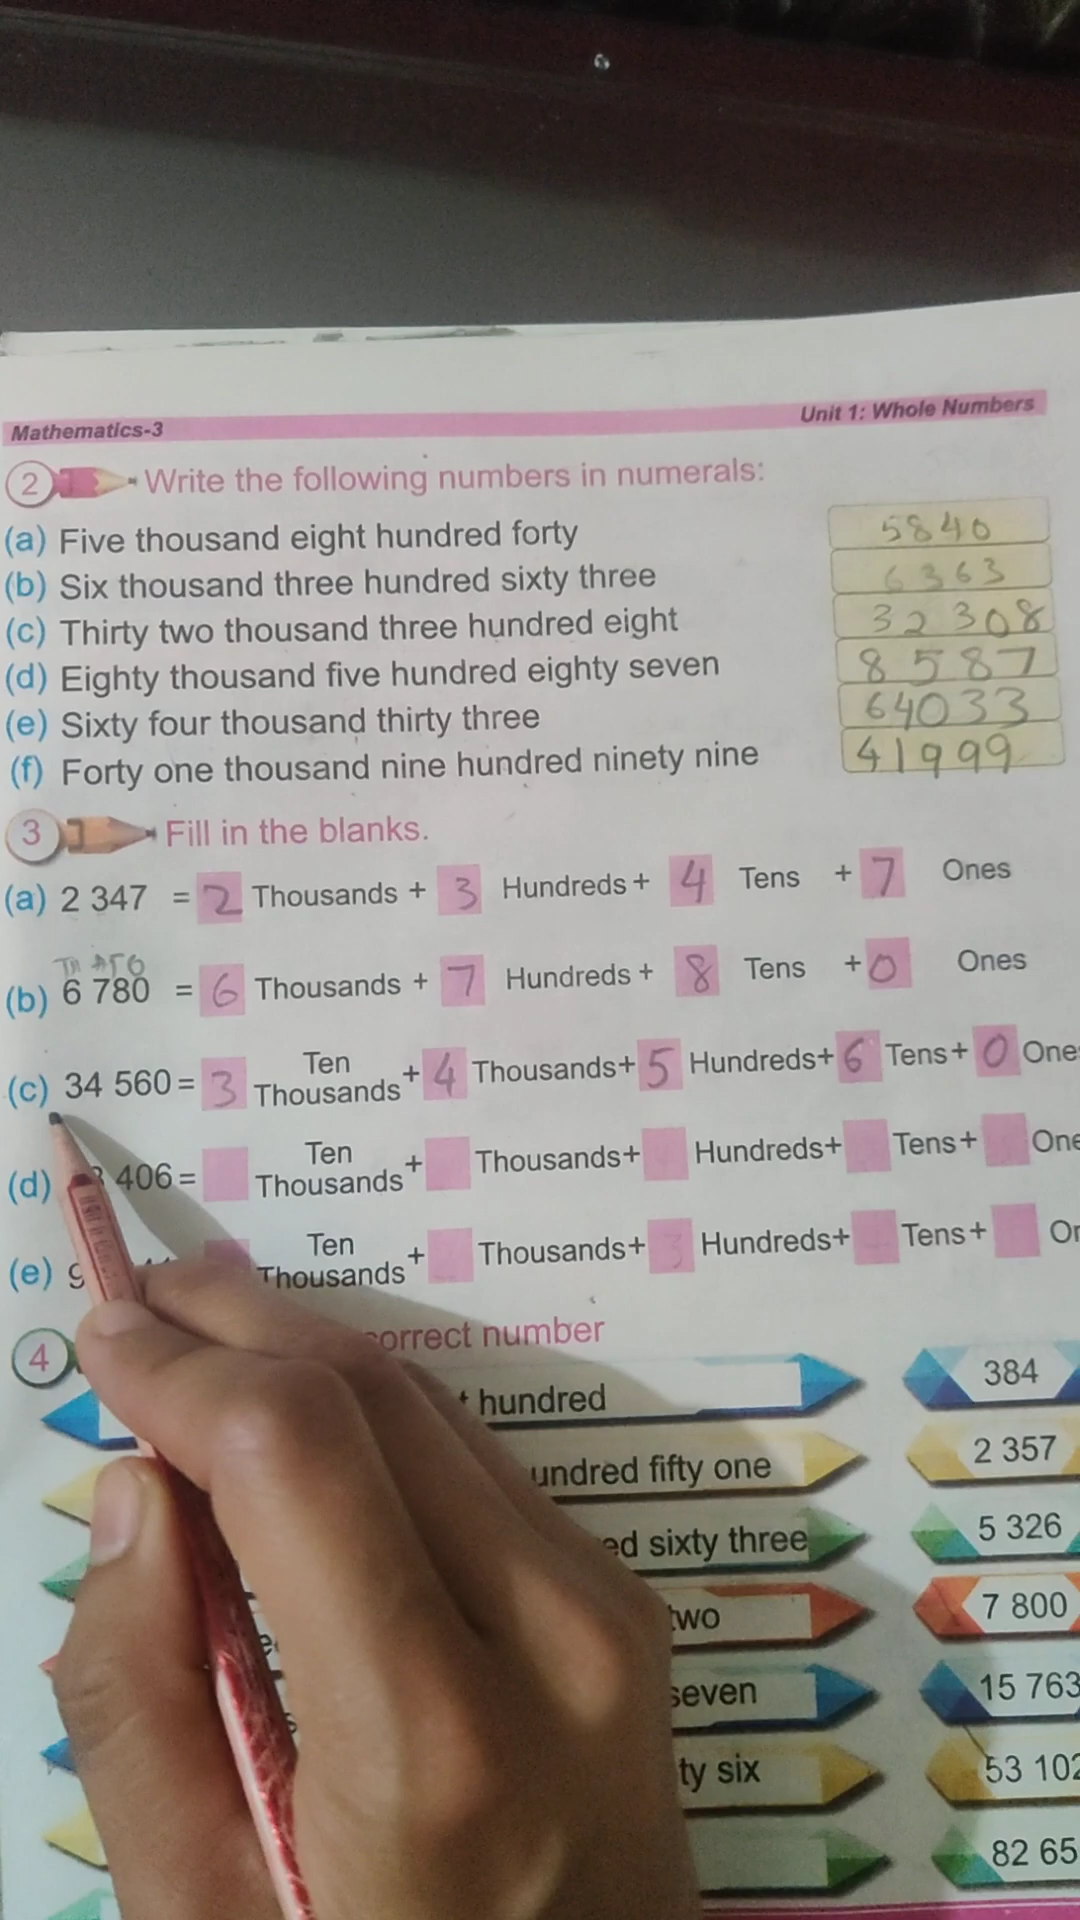 Mathematics-3 Unit 1: Whole Numbers
2 Write the following numbers in numerals:
(a) Five thousand eight hundred forty 5840
(b) Six thousand three hundred sixty three 6363
(c) Thirty two thousand three hundred eight 32308
(d) Eighty thousand five hundred eighty seven 8587
(e) Sixty four thousand thirty three 64033
(f) Forty one thousand nine hundred ninety nine 41999
3 Fill in the blanks.
(a) 2 347 = 2 Thousands + 3 Hundreds + 4 Tens + 7 Ones
(b) 6 780 = 6 Thousands + 7 Hundreds + 8 Tens + 0 Ones
(c) 34 560 = 3 Ten Thousands + 4 Thousands + 5 Hundreds + 6 Tens + 0 One
(d) 406 = Ten Thousands + Thousands + Hundreds + Tens + One
(e) 9 Ten Thousands + Thousands + Hundreds + Tens + Or
4 correct number
hundred 384
undred fifty one 2 357
ed sixty three 5 326
two 7 800
seven 15 763
ty six 53 102
82 65